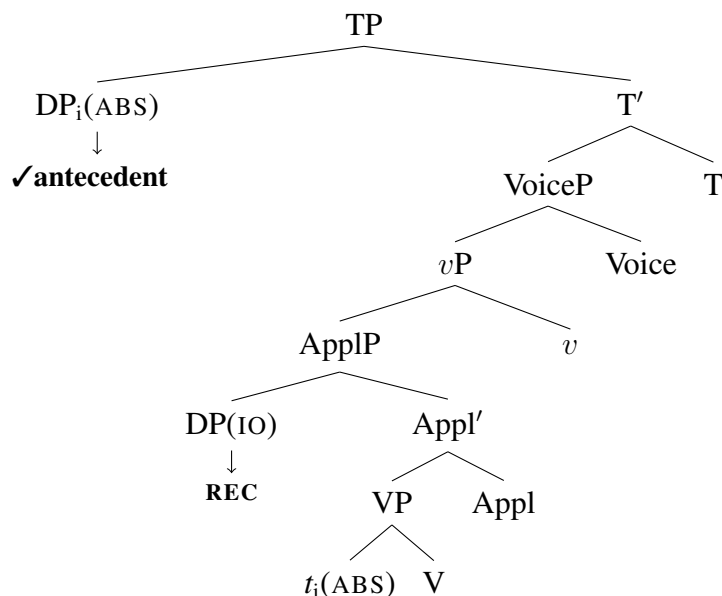 TP
DPᵢ(ABS) T′
↓
✓antecedent VoiceP T
vP Voice
ApplP v
DP(IO) Appl′
↓
REC VP Appl
tᵢ(ABS) V